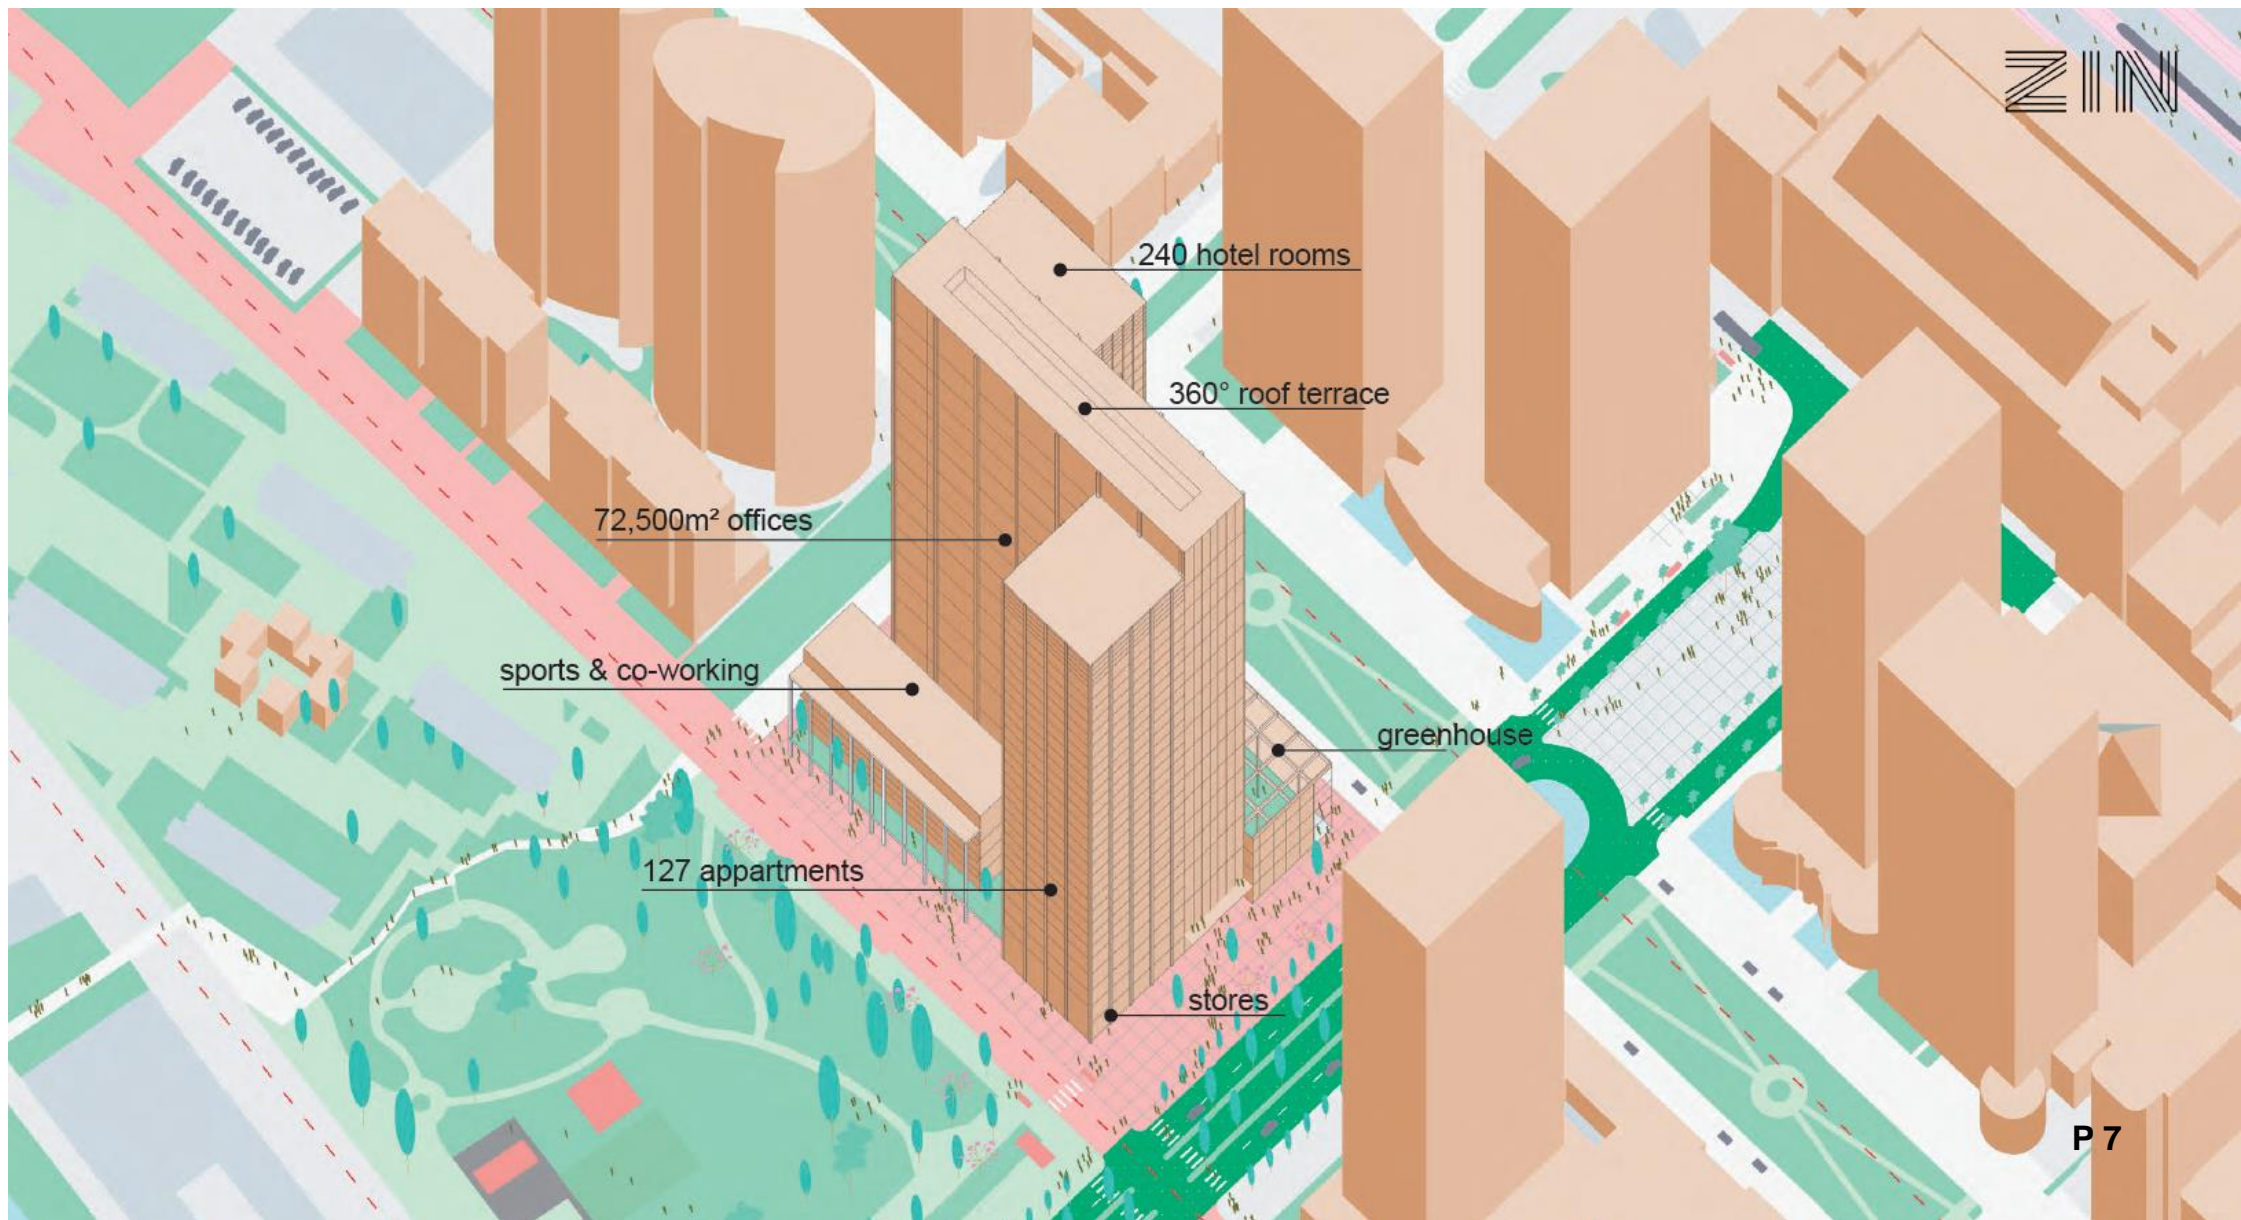 ZIN
240 hotel rooms
360° roof terrace
72,500m² offices
sports & co-working
greenhouse
127 appartments
stores
P 7